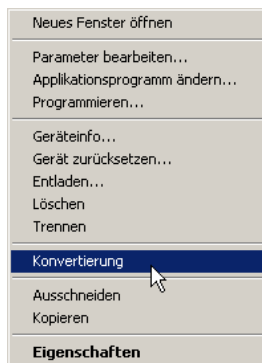 Neues Fenster öffnen
Parameter bearbeiten...
Applikationsprogramm ändern...
Programmieren...
Geräteinfo...
Gerät zurücksetzen...
Entladen...
Löschen
Trennen
Konvertierung
Ausschneiden
Kopieren
Eigenschaften